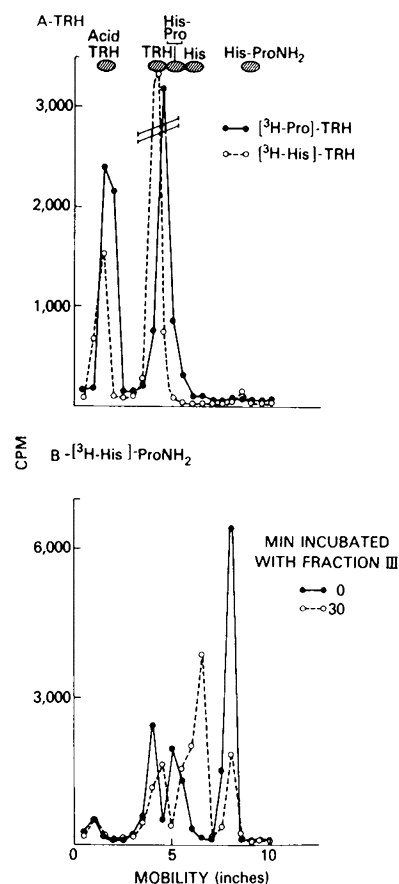 A-TRH
Acid TRH
TRH
His-Pro
His
His-ProNH₂
3,000
2,000
1,000
[³H-Pro]-TRH
[³H-His]-TRH
CPM
B-[³H-His]-ProNH₂
6,000
3,000
0
MIN INCUBATED
WITH FRACTION III
0
30
0
5
10
MOBILITY (inches)